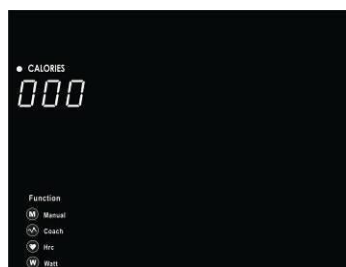 CALORIES
000
Function
M Manual
Coach
Hrc
W Watt